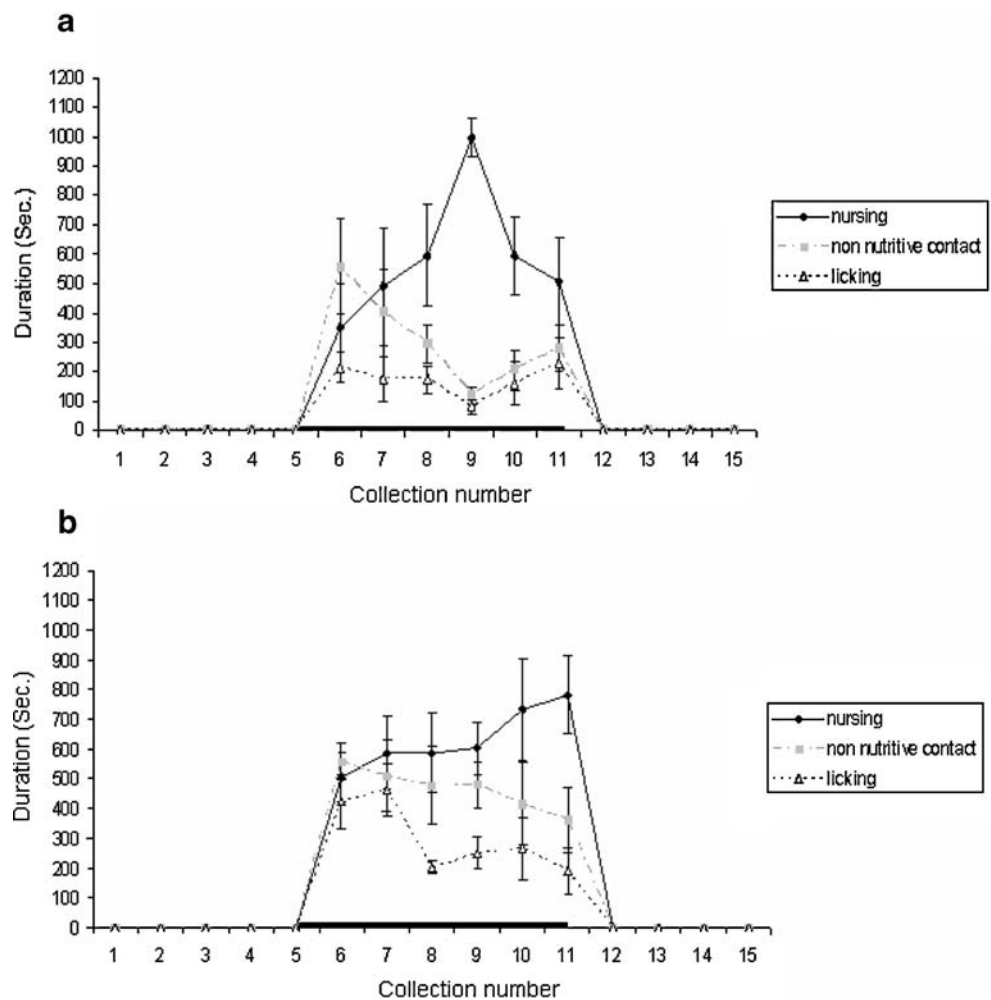 a
1200
1100
1000
900
800
700
600
500
400
300
200
100
0
Duration (Sec.)
1 2 3 4 5 6 7 8 9 10 11 12 13 14 15
Collection number
nursing
non nutritive contact
licking
b
1200
1100
1000
900
800
700
600
500
400
300
200
100
0
Duration (Sec.)
1 2 3 4 5 6 7 8 9 10 11 12 13 14 15
Collection number
nursing
non nutritive contact
licking